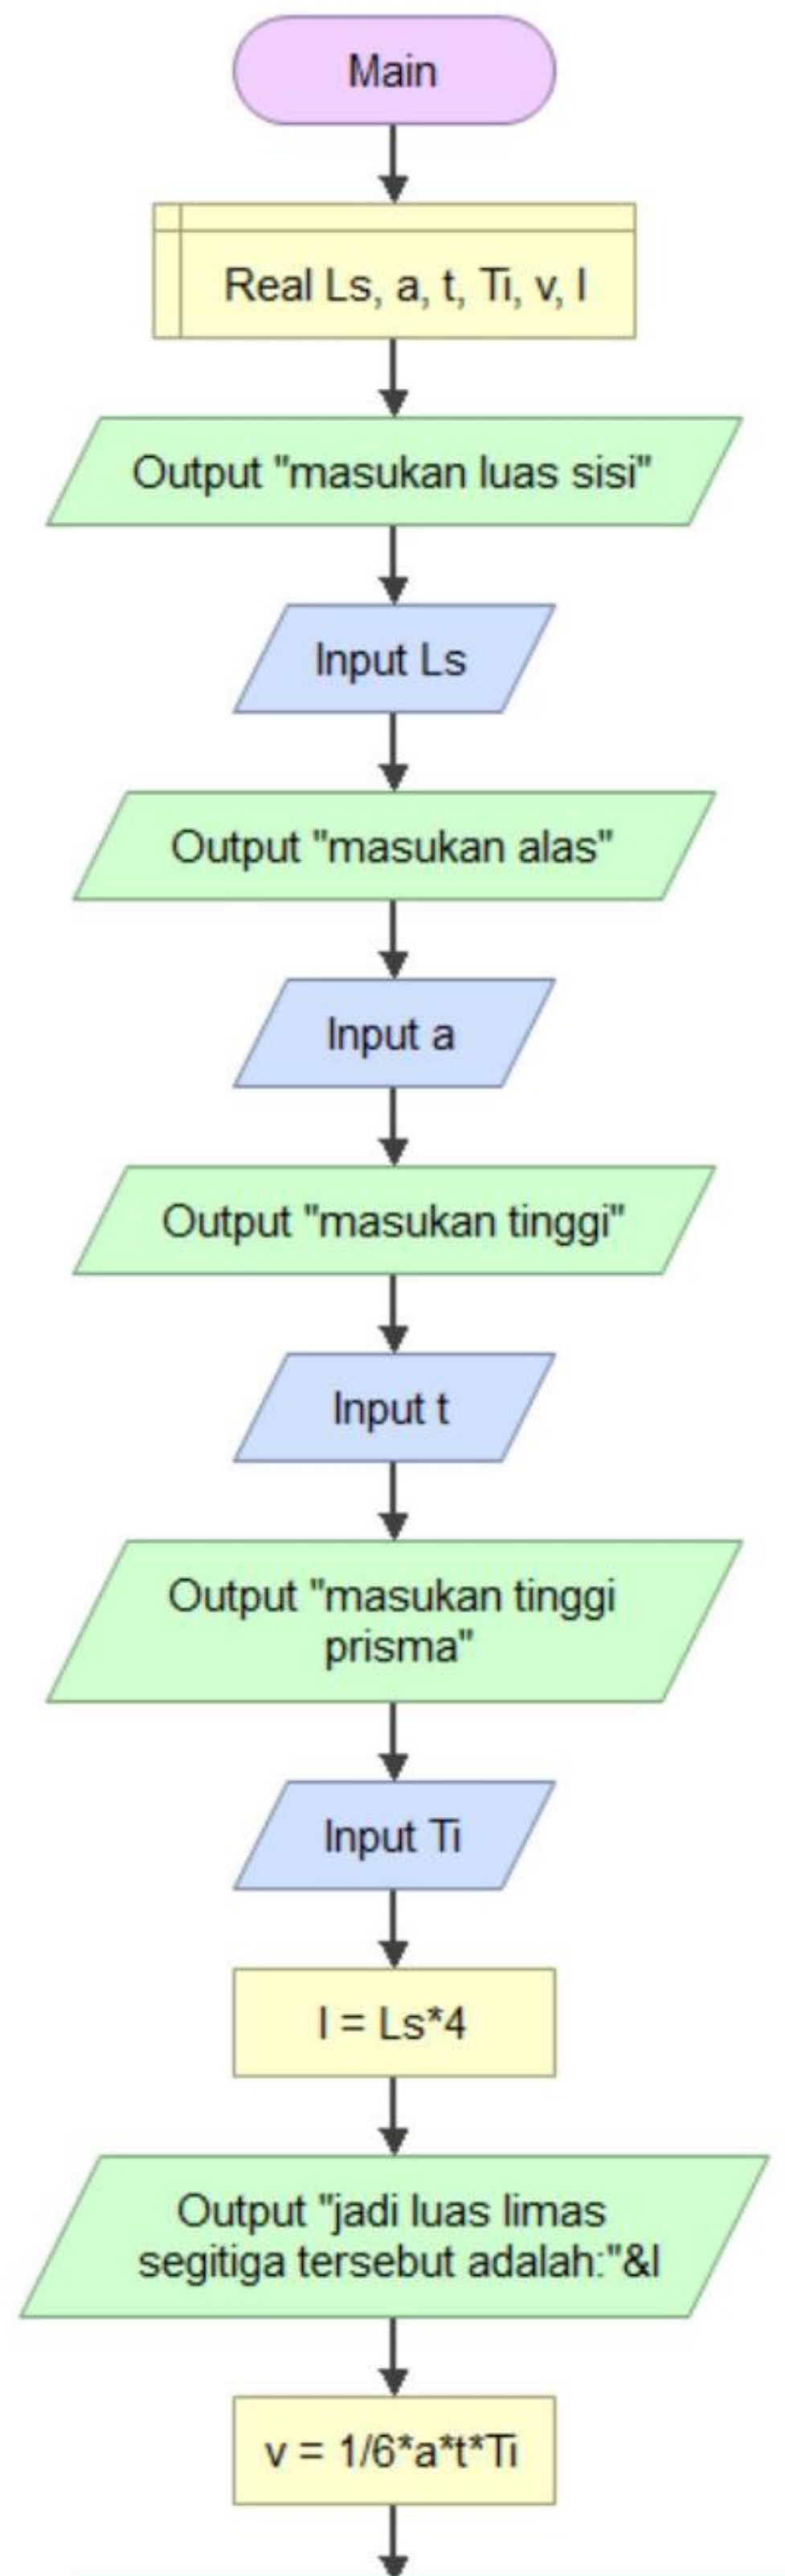 Main
Real Ls, a, t, Ti, v, l
Output "masukan luas sisi"
Input Ls
Output "masukan alas"
Input a
Output "masukan tinggi"
Input t
Output "masukan tinggi
prisma"
Input Ti
l = Ls*4
Output "jadi luas limas
segitiga tersebut adalah:"&l
v = 1/6*a*t*Ti